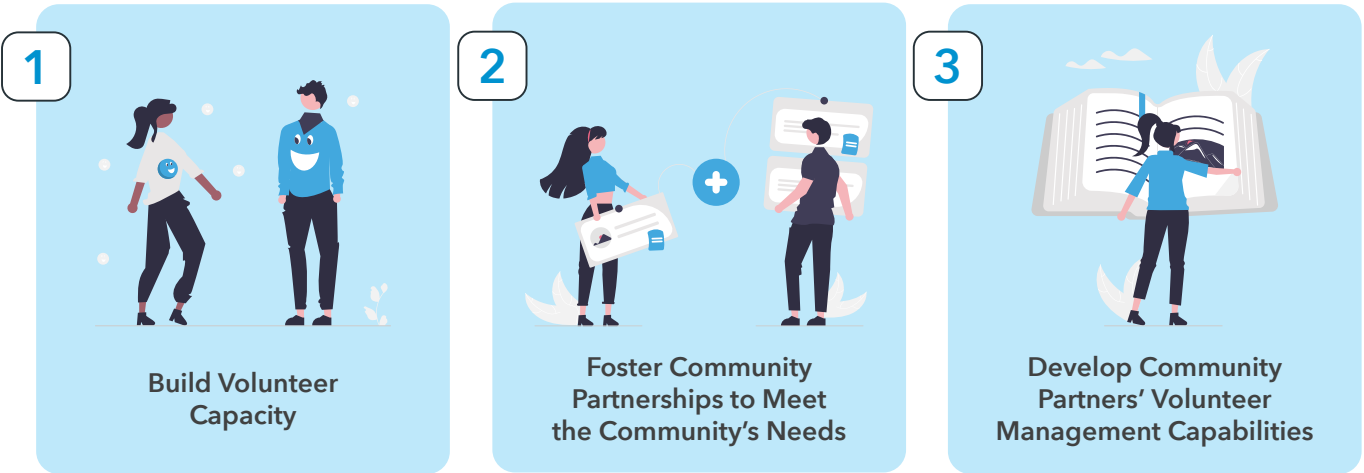 1
Build Volunteer
Capacity
2
Foster Community
Partnerships to Meet
the Community's Needs
3
Develop Community
Partners' Volunteer
Management Capabilities